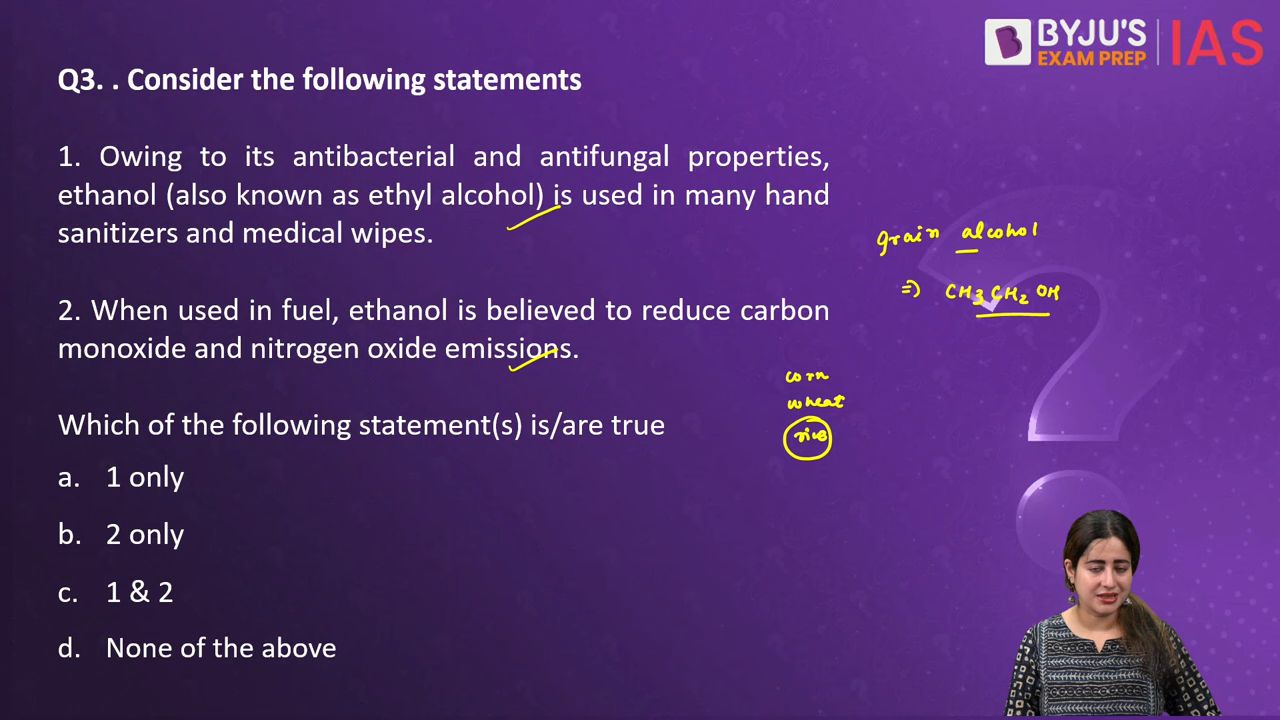 BYJU'S
EXAM PREP
IAS
Q3. . Consider the following statements
1. Owing to its antibacterial and antifungal properties,
ethanol (also known as ethyl alcohol) is used in many hand
sanitizers and medical wipes.
grain alcohol
⇒ CH3CH2OH
2. When used in fuel, ethanol is believed to reduce carbon
monoxide and nitrogen oxide emissions.
corn
wheat
rice
Which of the following statement(s) is/are true
a. 1 only
b. 2 only
c. 1 & 2
d. None of the above